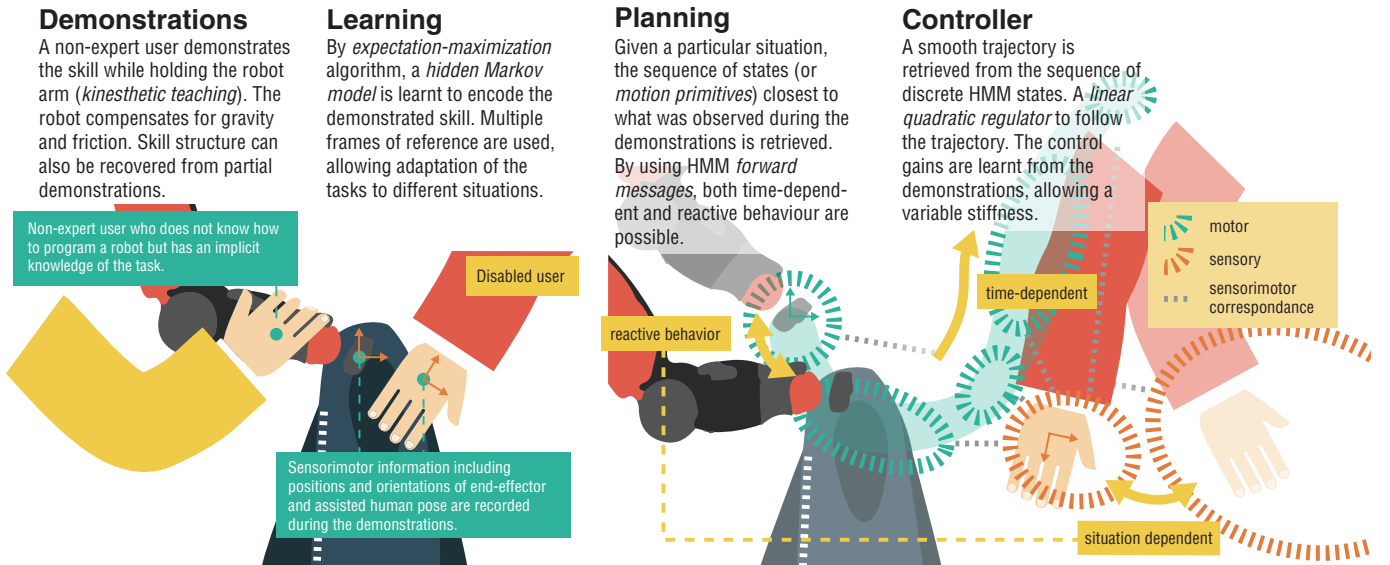 Demonstrations
A non-expert user demonstrates
the skill while holding the robot
arm (kinesthetic teaching). The
robot compensates for gravity
and friction. Skill structure can
also be recovered from partial
demonstrations.
Non-expert user who does not know how
to program a robot but has an implicit
knowledge of the task.
Learning
By expectation-maximization
algorithm, a hidden Markov
model is learnt to encode the
demonstrated skill. Multiple
frames of reference are used,
allowing adaptation of the
tasks to different situations.
Disabled user
Sensorimotor information including
positions and orientations of end-effector
and assisted human pose are recorded
during the demonstrations.
Planning
Given a particular situation,
the sequence of states (or
motion primitives) closest to
what was observed during the
demonstrations is retrieved.
By using HMM forward
messages, both time-depend-
ent and reactive behaviour are
possible.
reactive behavior
Controller
A smooth trajectory is
retrieved from the sequence of
discrete HMM states. A linear
quadratic regulator to follow
the trajectory. The control
gains are learnt from the
demonstrations, allowing a
variable stiffness.
motor
sensory
sensorimotor
correspondance
time-dependent
situation dependent